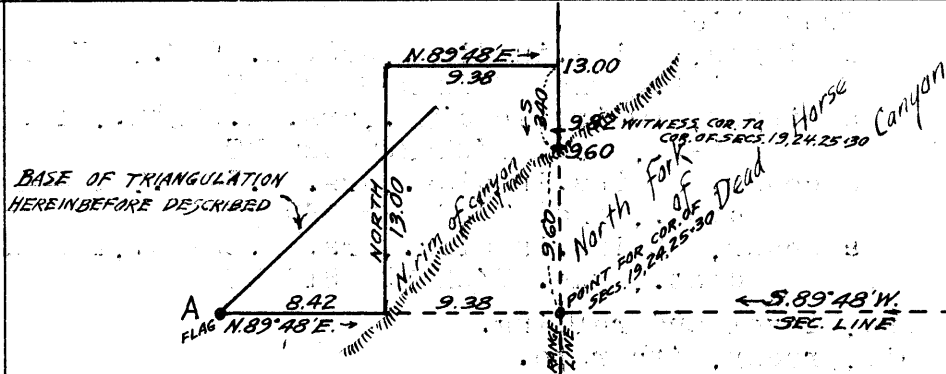 N.89°48'E. →
9.38
13.00
← S
3.40
9.82 WITNESS COR. TO
COR. OF SECS. 19,24,25+30
9.60
North Fork
of
Dead Horse Canyon
BASE OF TRIANGULATION
HEREINBEFORE DESCRIBED
NORTH
13.00
N. rim of canyon
9.60
POINT FOR COR. OF
SECS. 19,24,25+30
A
FLAG
8.42
N.89°48'E. →
9.38
← S.89°48'W.
SEC. LINE
RANGE
LINE